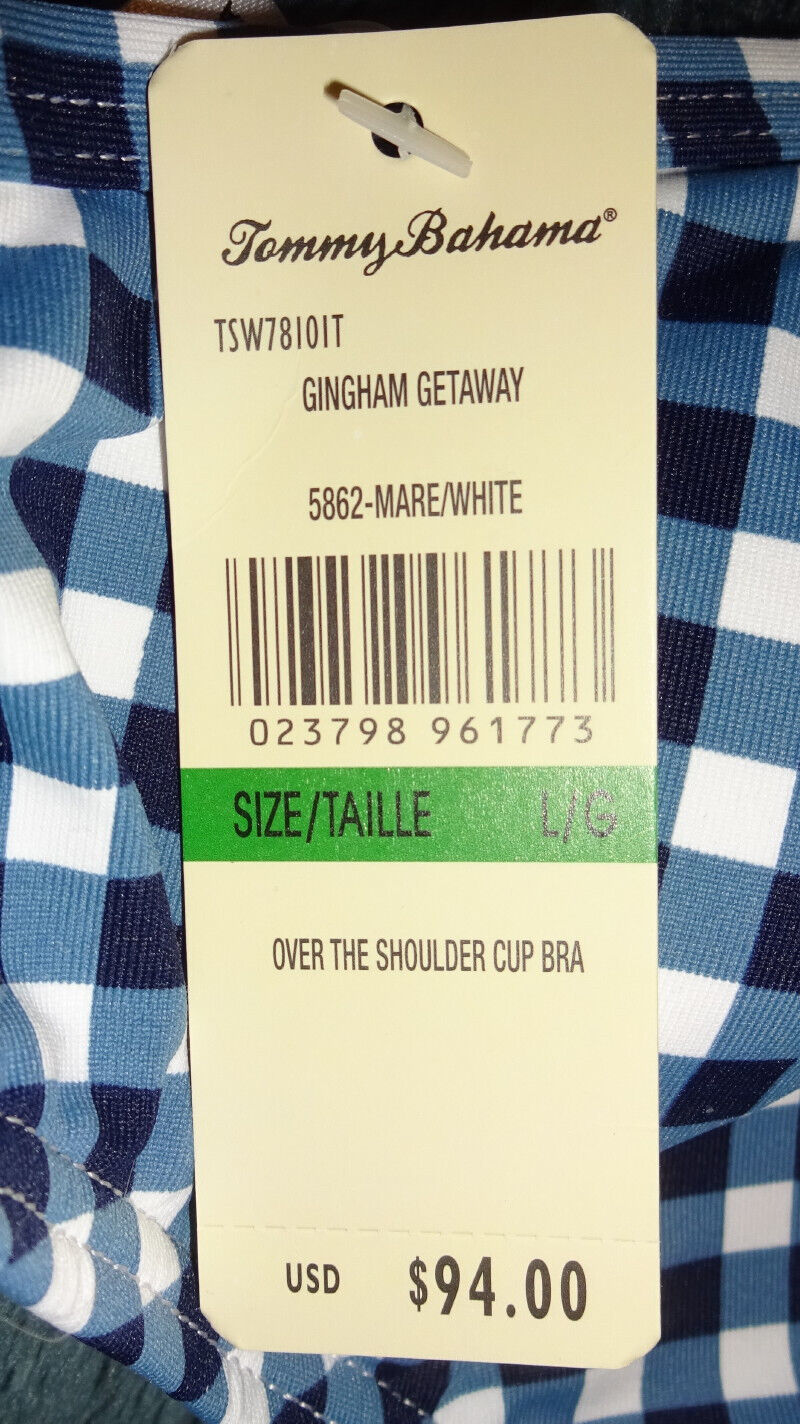 Tommy Bahama®
TSW78101T
GINGHAM GETAWAY
5862-MARE/WHITE
023798 961773
SIZE/TAILLE L/G
OVER THE SHOULDER CUP BRA
USD $94.00